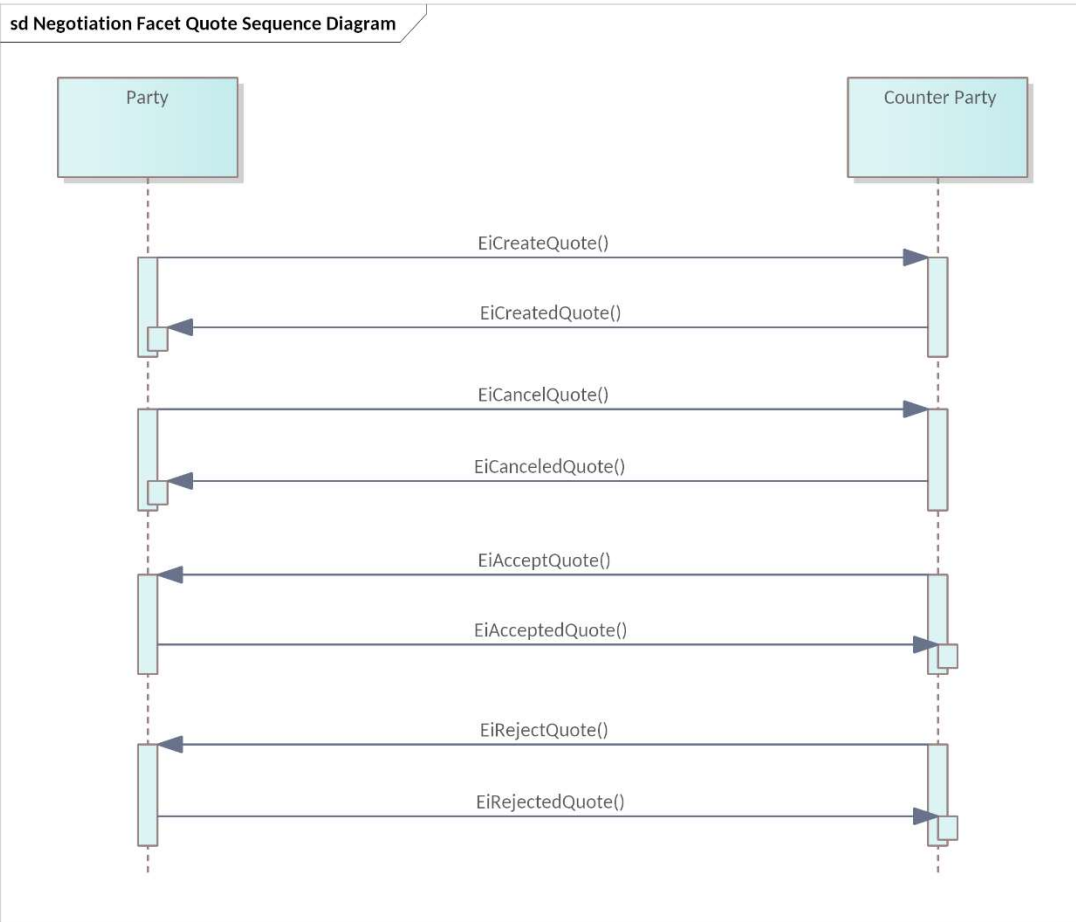 sd Negotiation Facet Quote Sequence Diagram
Party
Counter Party
EiCreateQuote()
EiCreatedQuote()
EiCancelQuote()
EiCanceledQuote()
EiAcceptQuote()
EiAcceptedQuote()
EiRejectQuote()
EiRejectedQuote()